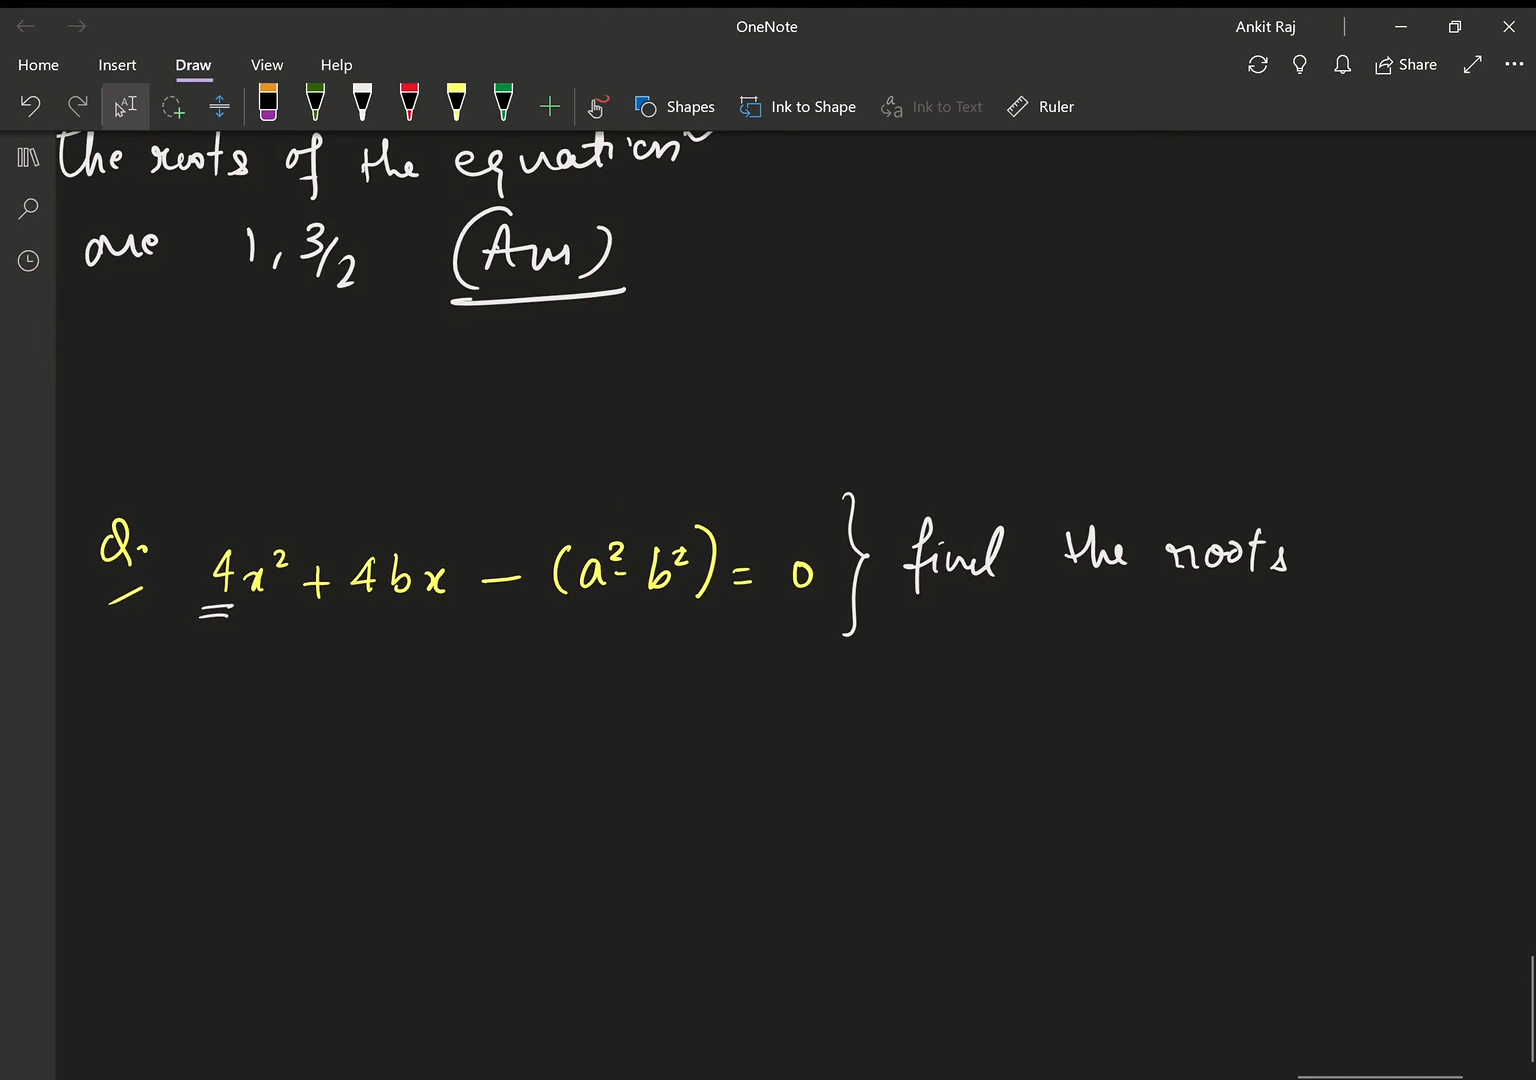 OneNote
Ankit Raj
Home Insert Draw View Help
Share
Shapes Ink to Shape Ink to Text Ruler
the roots of the equation
are 1, 3/2 (Ans)
Q. 4x² + 4bx - (a² - b²) = 0 } find the roots